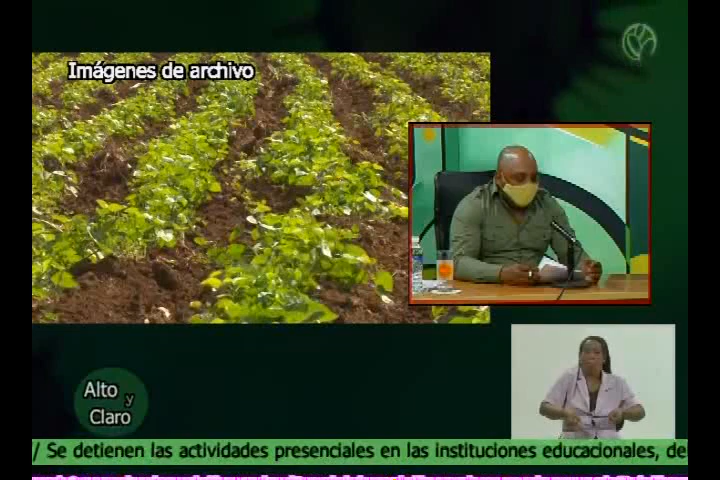 Imágenes de archivo
Alto
y
Claro
/ Se detienen las actividades presenciales en las instituciones educacionales, de